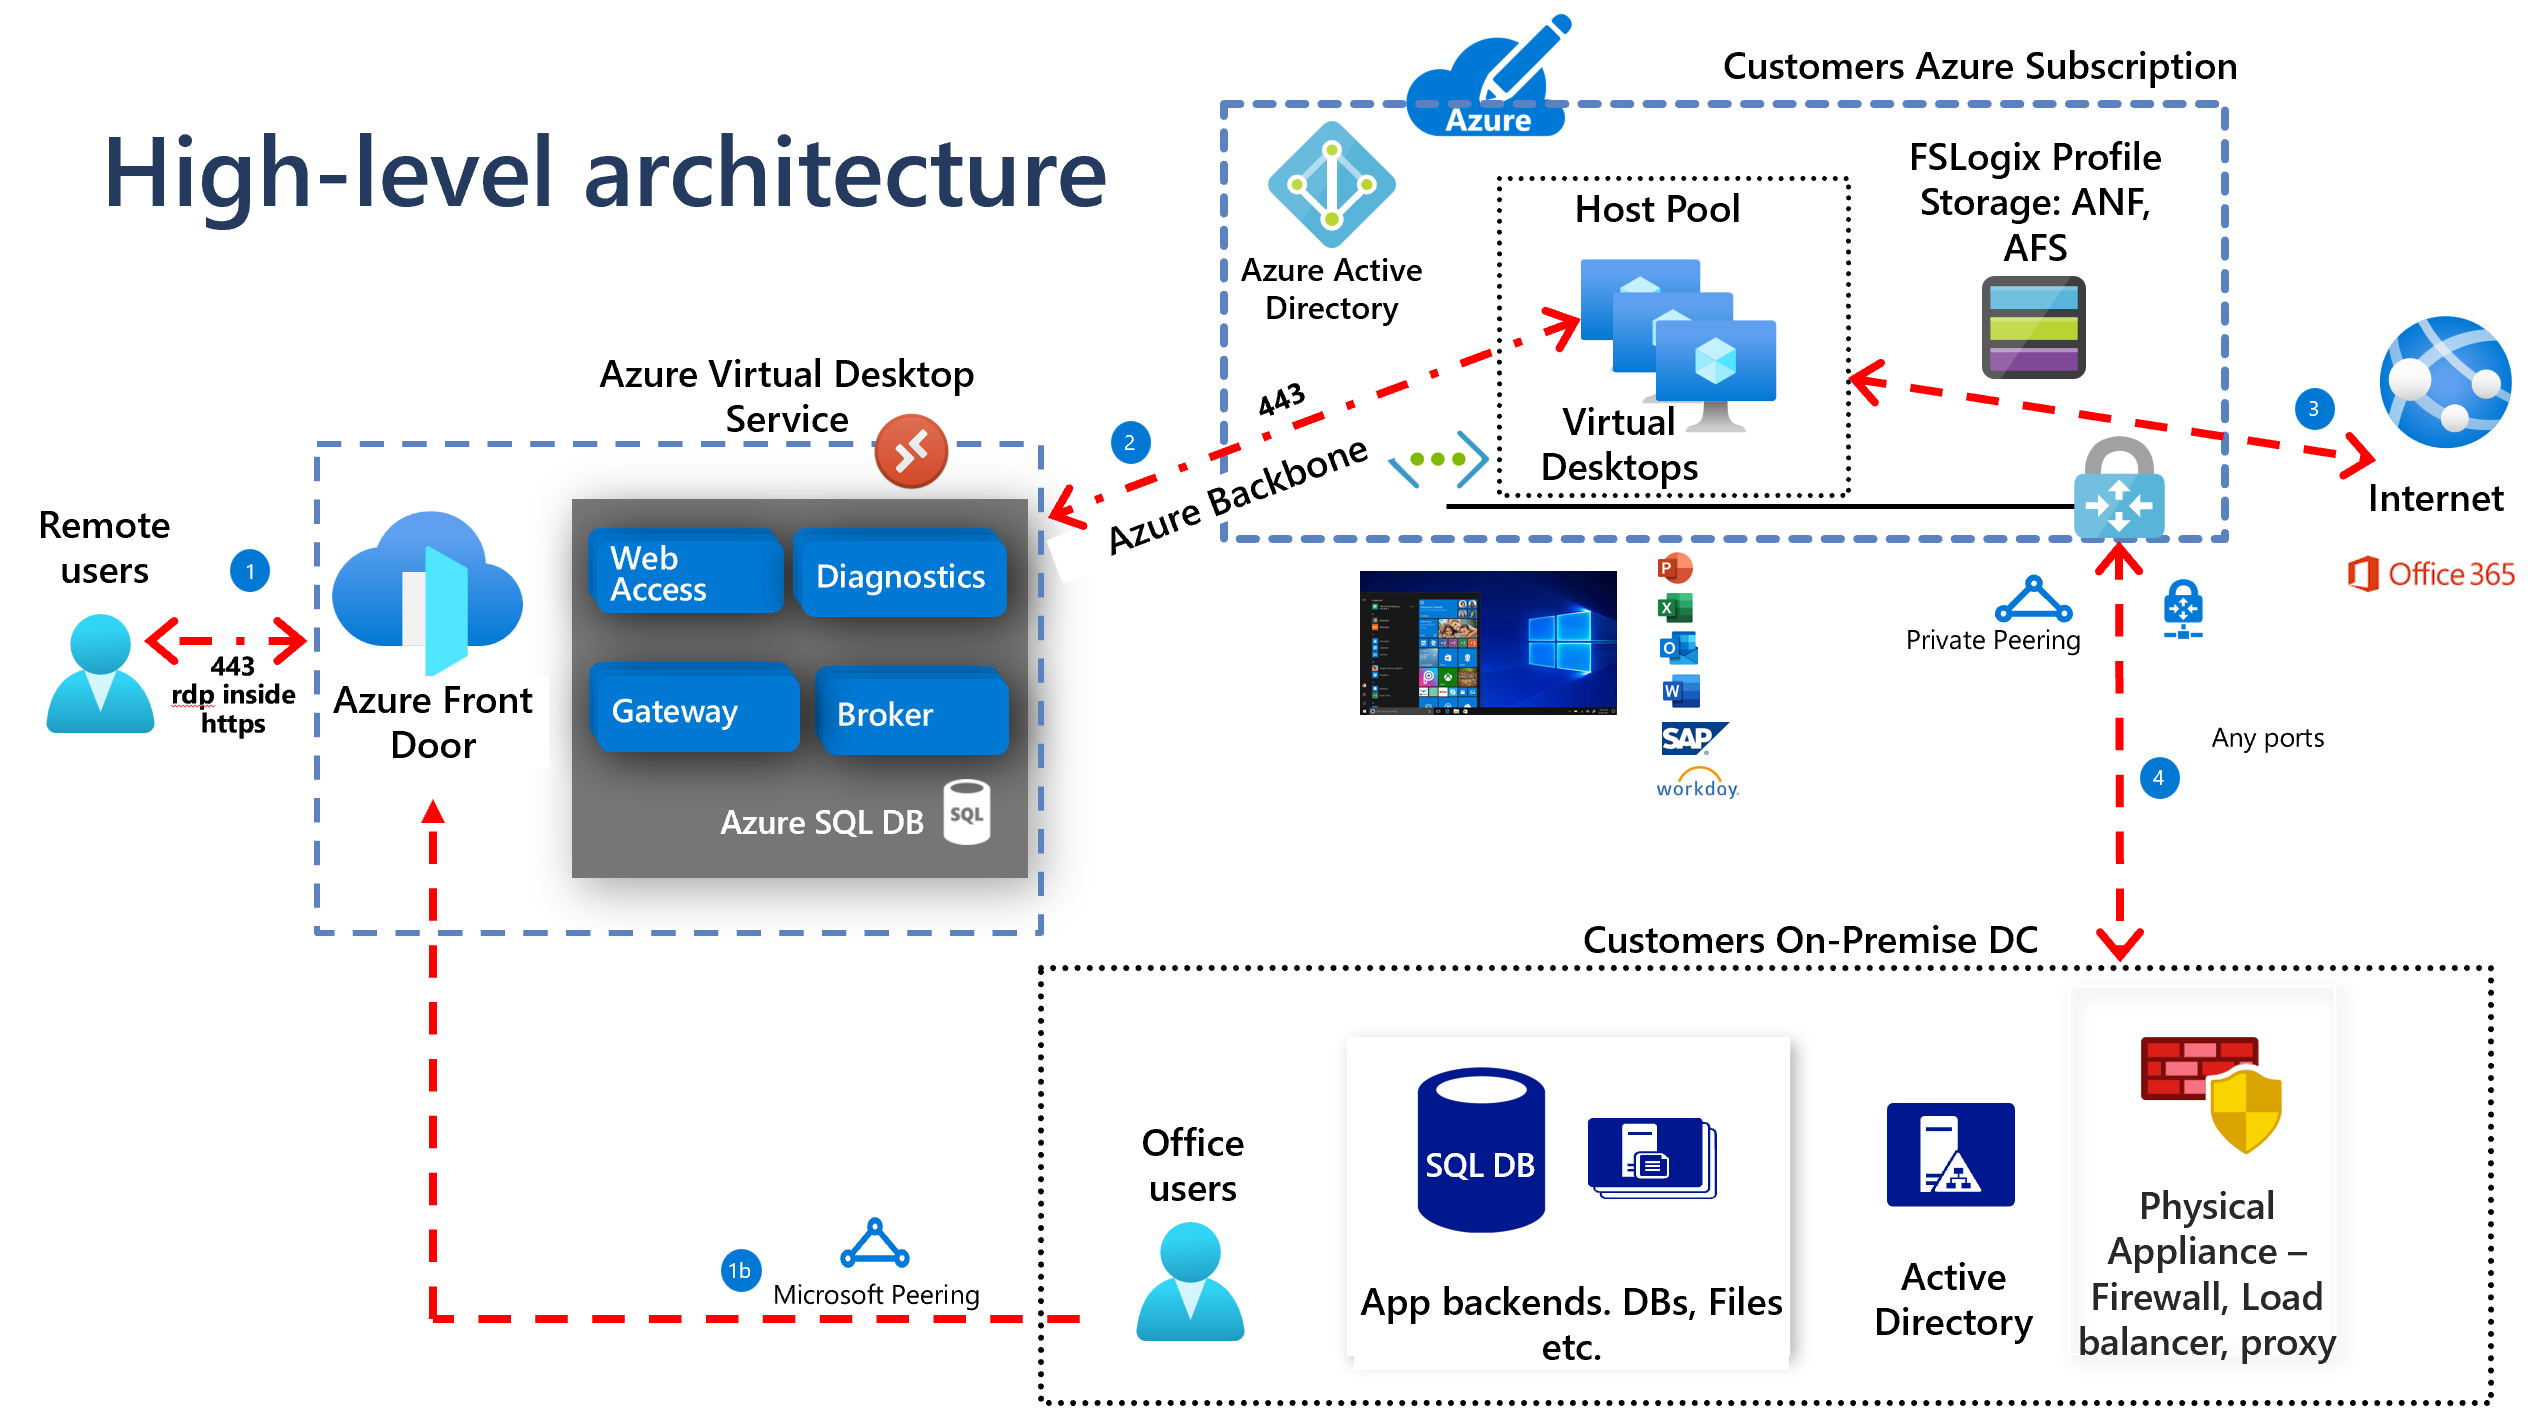 High-level architecture
Customers Azure Subscription
Azure
Azure Active
Directory
Host Pool
Virtual
Desktops
FSLogix Profile
Storage: ANF,
AFS
Azure Virtual Desktop
Service
Remote
users
1
443
rdp inside
https
Azure Front
Door
Web
Access
Diagnostics
Gateway
Broker
Azure SQL DB
SQL
2
443
Azure Backbone
3
Internet
Office 365
P
X
O
W
SAP
workday.
Private Peering
Any ports
4
Customers On-Premise DC
1b
Microsoft Peering
Office
users
SQL DB
App backends. DBs, Files
etc.
Active
Directory
Physical
Appliance –
Firewall, Load
balancer, proxy